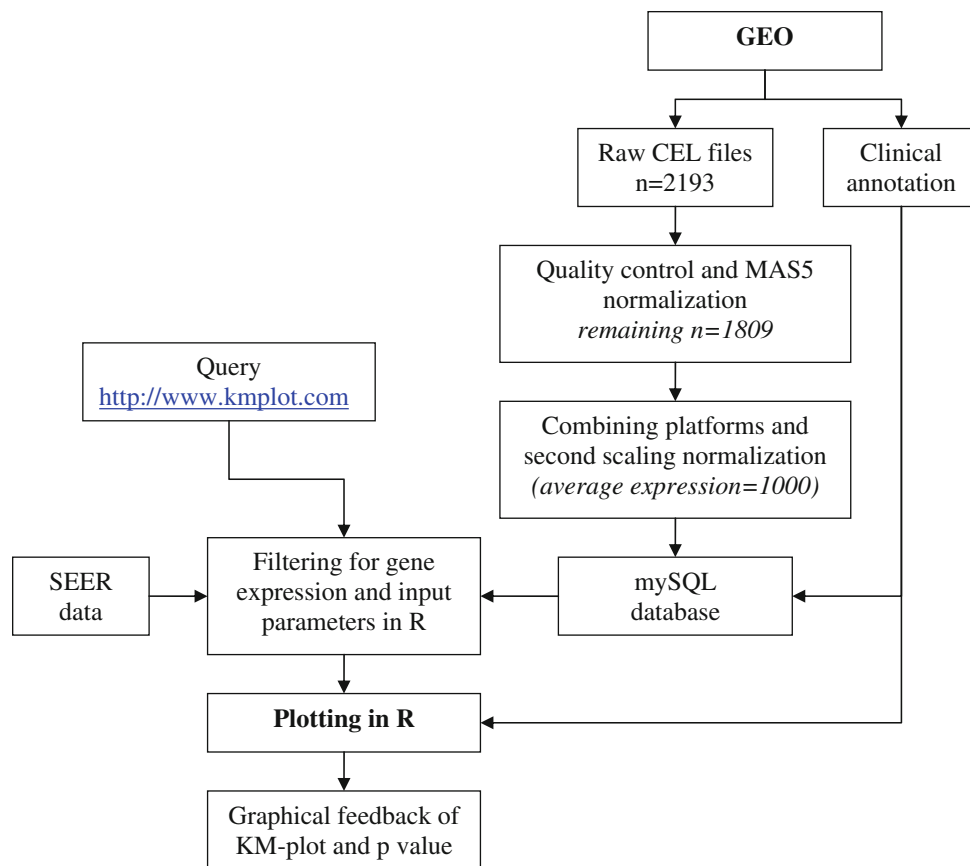 GEO
Raw CEL files
n=2193
Clinical
annotation
Quality control and MAS5
normalization
remaining n=1809
Query
http://www.kmplot.com
Combining platforms and
second scaling normalization
(average expression=1000)
SEER
data
Filtering for gene
expression and input
parameters in R
mySQL
database
Plotting in R
Graphical feedback of
KM-plot and p value